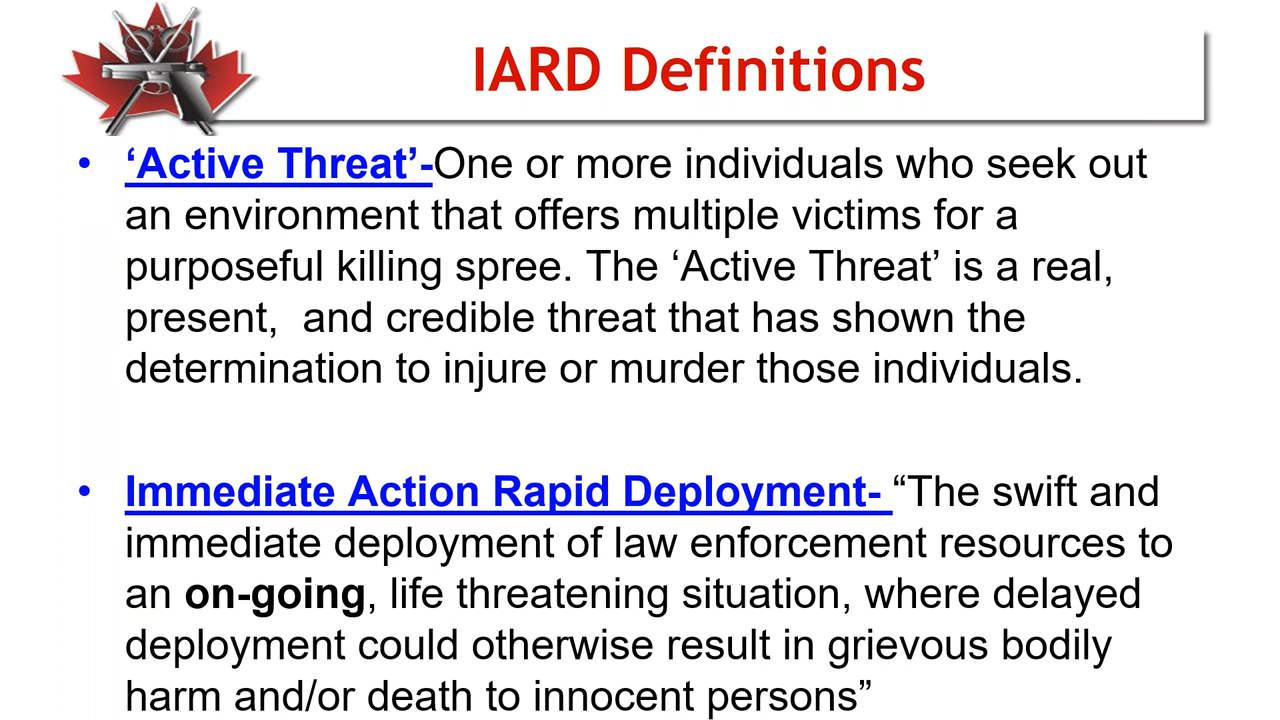 IARD Definitions
• ‘Active Threat’-One or more individuals who seek out
an environment that offers multiple victims for a
purposeful killing spree. The ‘Active Threat’ is a real,
present,  and credible threat that has shown the
determination to injure or murder those individuals.
• Immediate Action Rapid Deployment- “The swift and
immediate deployment of law enforcement resources to
an on-going, life threatening situation, where delayed
deployment could otherwise result in grievous bodily
harm and/or death to innocent persons”